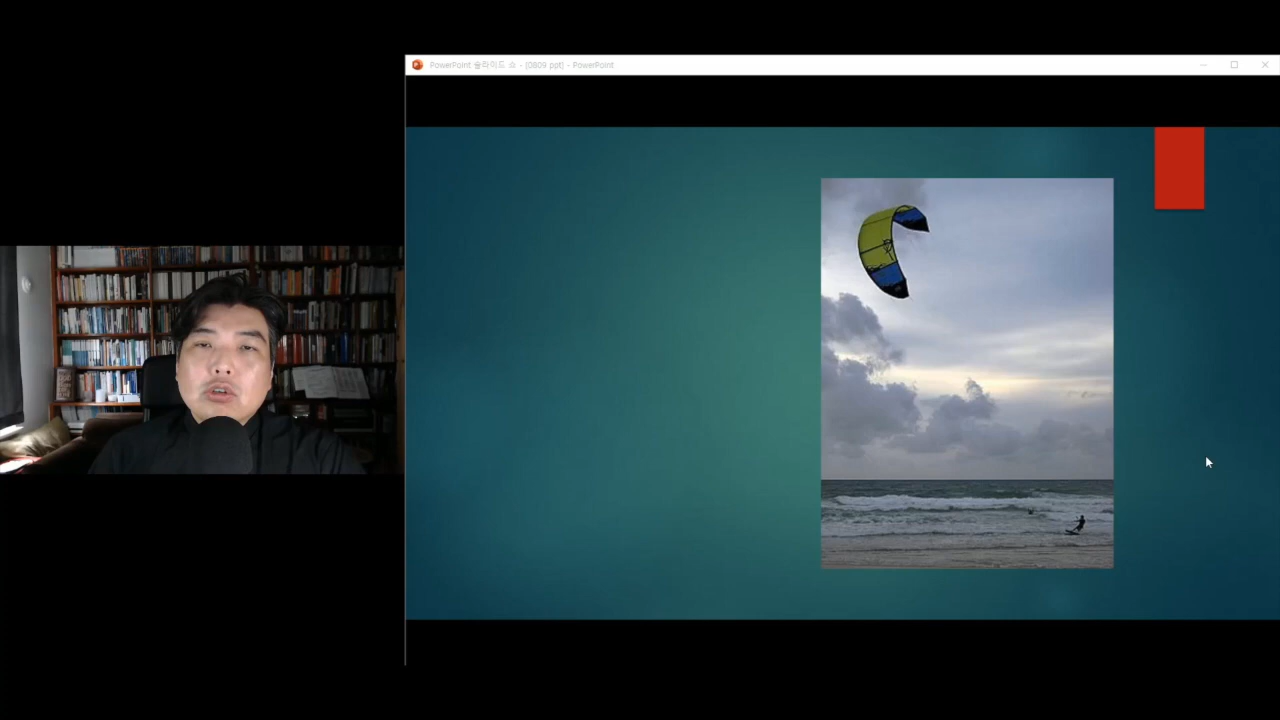 PowerPoint 슬라이드 쇼 - [0809 ppt] - PowerPoint